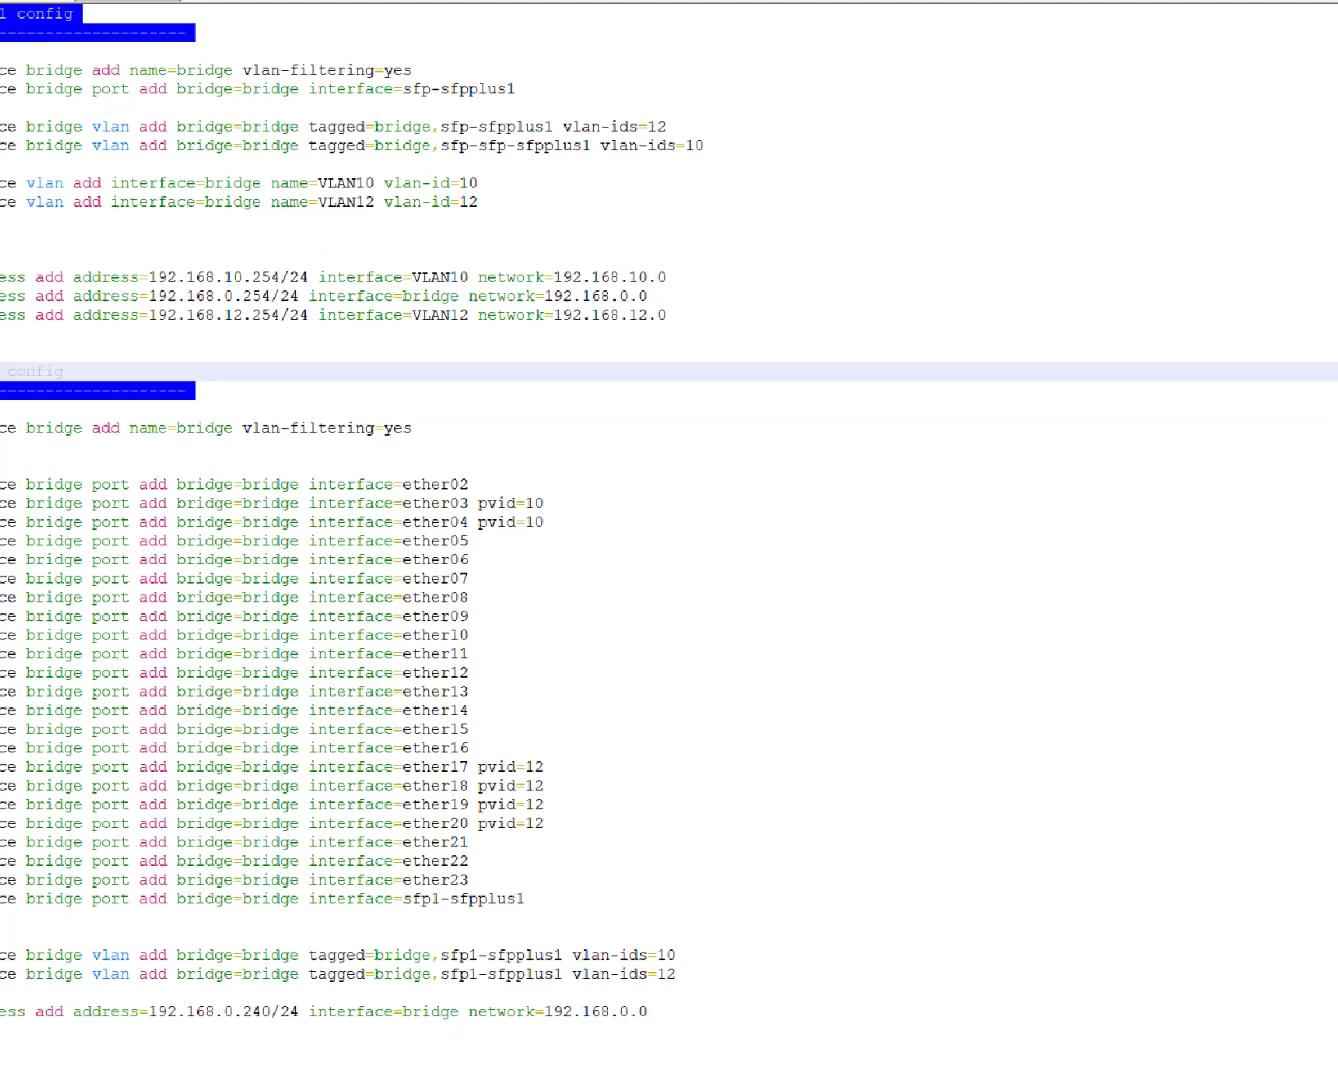 l config
--------------------
ce bridge add name=bridge vlan-filtering=yes
ce bridge port add bridge=bridge interface=sfp-sfpplus1
ce bridge vlan add bridge=bridge tagged=bridge,sfp-sfpplus1 vlan-ids=12
ce bridge vlan add bridge=bridge tagged=bridge,sfp-sfp-sfpplus1 vlan-ids=10
ce vlan add interface=bridge name=VLAN10 vlan-id=10
ce vlan add interface=bridge name=VLAN12 vlan-id=12
ess add address=192.168.10.254/24 interface=VLAN10 network=192.168.10.0
ess add address=192.168.0.254/24 interface=bridge network=192.168.0.0
ess add address=192.168.12.254/24 interface=VLAN12 network=192.168.12.0
config
--------------------
ce bridge add name=bridge vlan-filtering=yes
ce bridge port add bridge=bridge interface=ether02
ce bridge port add bridge=bridge interface=ether03 pvid=10
ce bridge port add bridge=bridge interface=ether04 pvid=10
ce bridge port add bridge=bridge interface=ether05
ce bridge port add bridge=bridge interface=ether06
ce bridge port add bridge=bridge interface=ether07
ce bridge port add bridge=bridge interface=ether08
ce bridge port add bridge=bridge interface=ether09
ce bridge port add bridge=bridge interface=ether10
ce bridge port add bridge=bridge interface=ether11
ce bridge port add bridge=bridge interface=ether12
ce bridge port add bridge=bridge interface=ether13
ce bridge port add bridge=bridge interface=ether14
ce bridge port add bridge=bridge interface=ether15
ce bridge port add bridge=bridge interface=ether16
ce bridge port add bridge=bridge interface=ether17 pvid=12
ce bridge port add bridge=bridge interface=ether18 pvid=12
ce bridge port add bridge=bridge interface=ether19 pvid=12
ce bridge port add bridge=bridge interface=ether20 pvid=12
ce bridge port add bridge=bridge interface=ether21
ce bridge port add bridge=bridge interface=ether22
ce bridge port add bridge=bridge interface=ether23
ce bridge port add bridge=bridge interface=sfp1-sfpplus1
ce bridge vlan add bridge=bridge tagged=bridge,sfp1-sfpplus1 vlan-ids=10
ce bridge vlan add bridge=bridge tagged=bridge,sfp1-sfpplus1 vlan-ids=12
ess add address=192.168.0.240/24 interface=bridge network=192.168.0.0